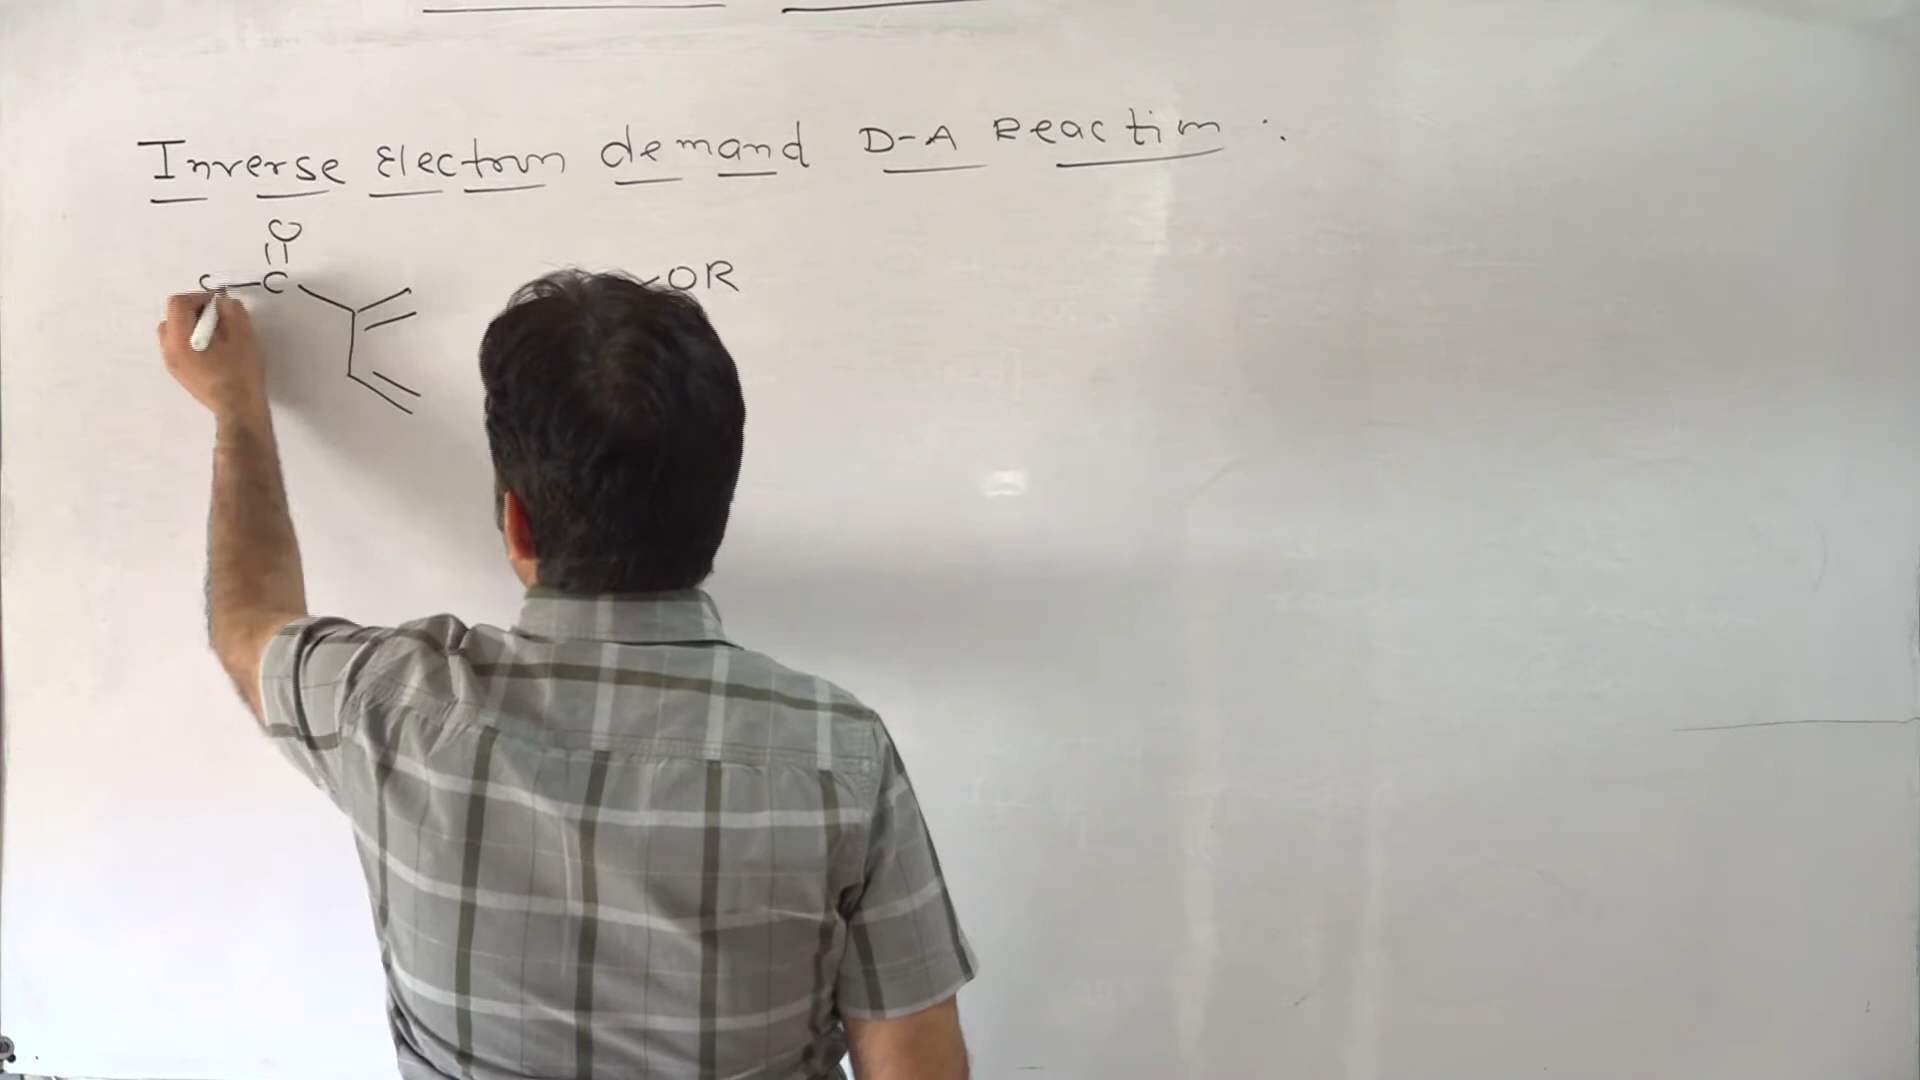 Inverse Electron demand D-A Reaction :
O
C-C
OR